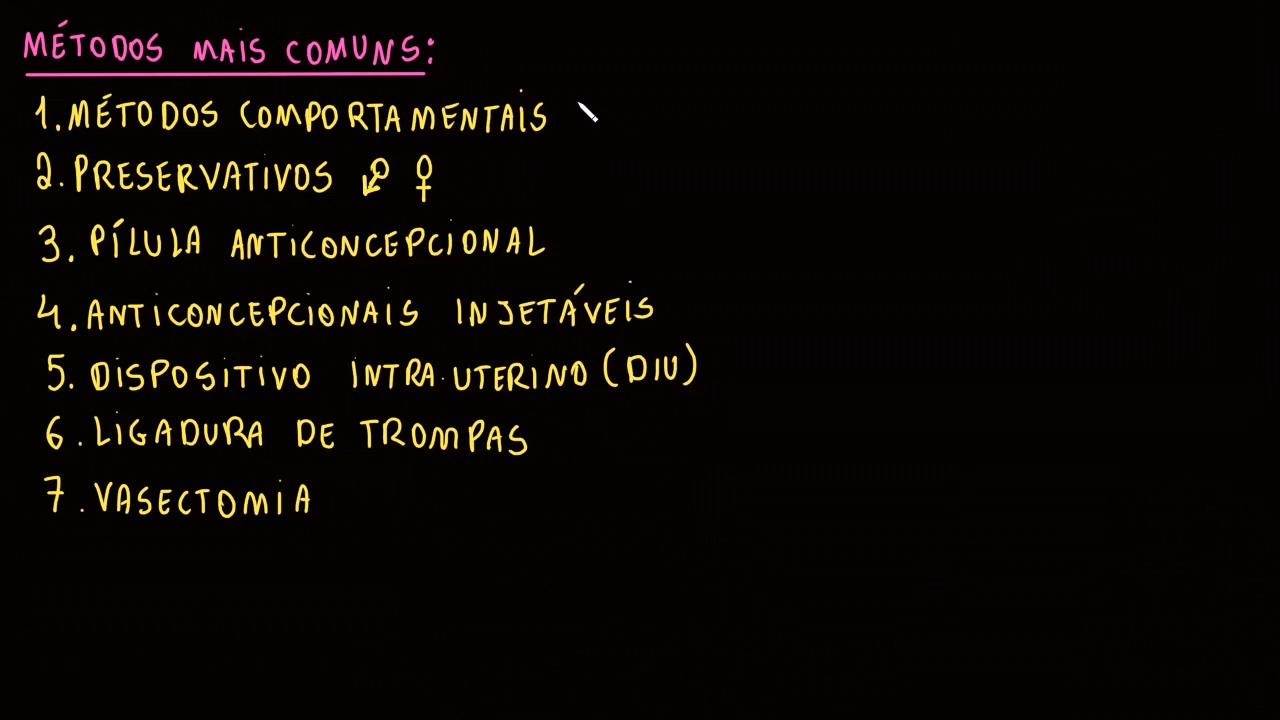 MÉTODOS MAIS COMUNS:
1. MÉTODOS COMPORTAMENTAIS
2. PRESERVATIVOS ♂ ♀
3. PÍLULA ANTICONCEPCIONAL
4. ANTICONCEPCIONAIS INJETÁVEIS
5. DISPOSITIVO INTRA-UTERINO (DIU)
6. LIGADURA DE TROMPAS
7. VASECTOMIA